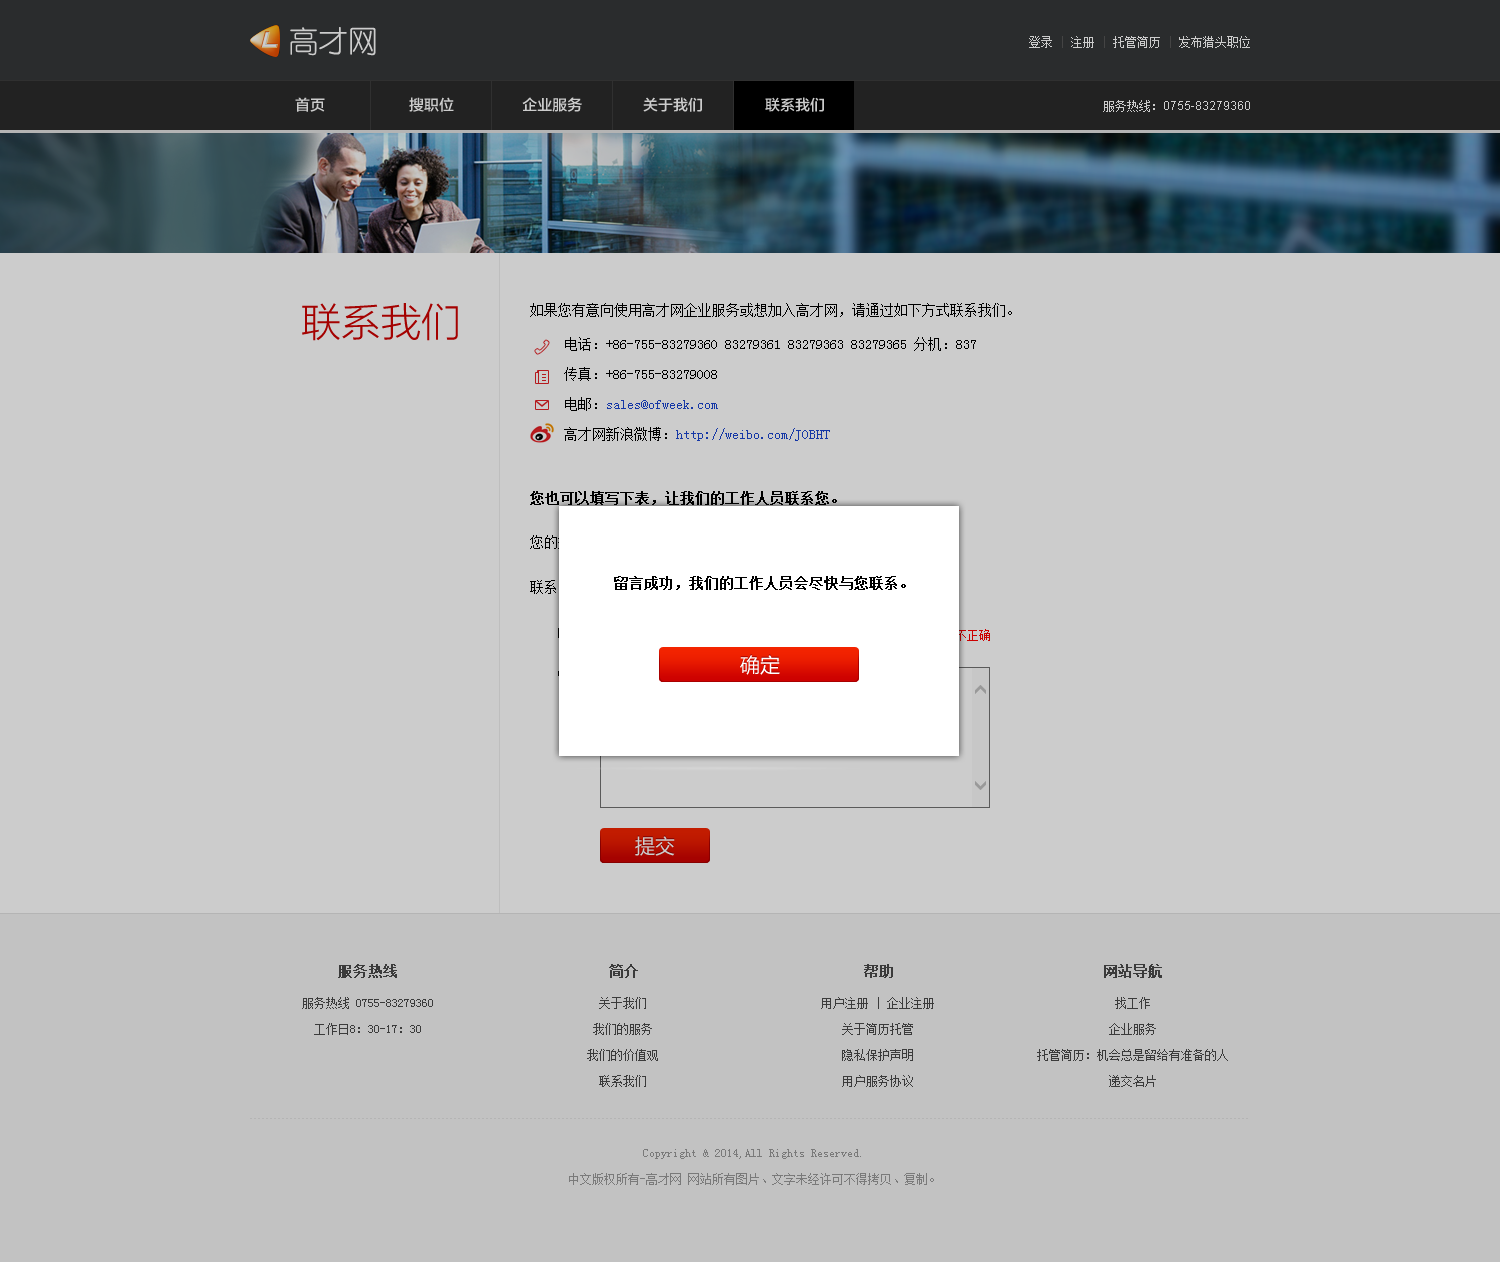 高才网
登录 | 注册 | 托管简历 | 发布猎头职位
首页 搜职位 企业服务 关于我们 联系我们 服务热线：0755-83279360
联系我们
如果您有意向使用高才网企业服务或想加入高才网，请通过如下方式联系我们。
电话：+86-755-83279360 83279361 83279363 83279365 分机：837
传真：+86-755-83279008
电邮：sales@ofweek.com
高才网新浪微博：http://weibo.com/JOBHT
您也可以填写下表，让我们的工作人员联系您。
您的
留言成功，我们的工作人员会尽快与您联系。
联系
不正确
确定
提交
服务热线
服务热线 0755-83279360
工作日8：30-17：30
简介
关于我们
我们的服务
我们的价值观
联系我们
帮助
用户注册 | 企业注册
关于简历托管
隐私保护声明
用户服务协议
网站导航
找工作
企业服务
托管简历：机会总是留给有准备的人
递交名片
Copyright & 2014,All Rights Reserved.
中文版权所有-高才网 网站所有图片、文字未经许可不得拷贝、复制。